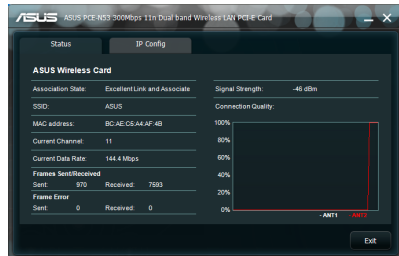 ASUS ASUS PCE-N53 300Mbps 11n Dual band Wireless LAN PCI-E Card
Status IP Config
ASUS Wireless Card
Association State: Excellent Link and Associate
SSID: ASUS
MAC address: BC:AE:C5:A4:AF:4B
Current Channel: 11
Current Data Rate: 144.4 Mbps
Frames Sent/Received
Sent: 970 Received: 7593
Frame Error
Sent: 0 Received: 0
Signal Strength: -46 dBm
Connection Quality:
100%
80%
60%
40%
20%
0%
- ANT1 - ANT2
Exit